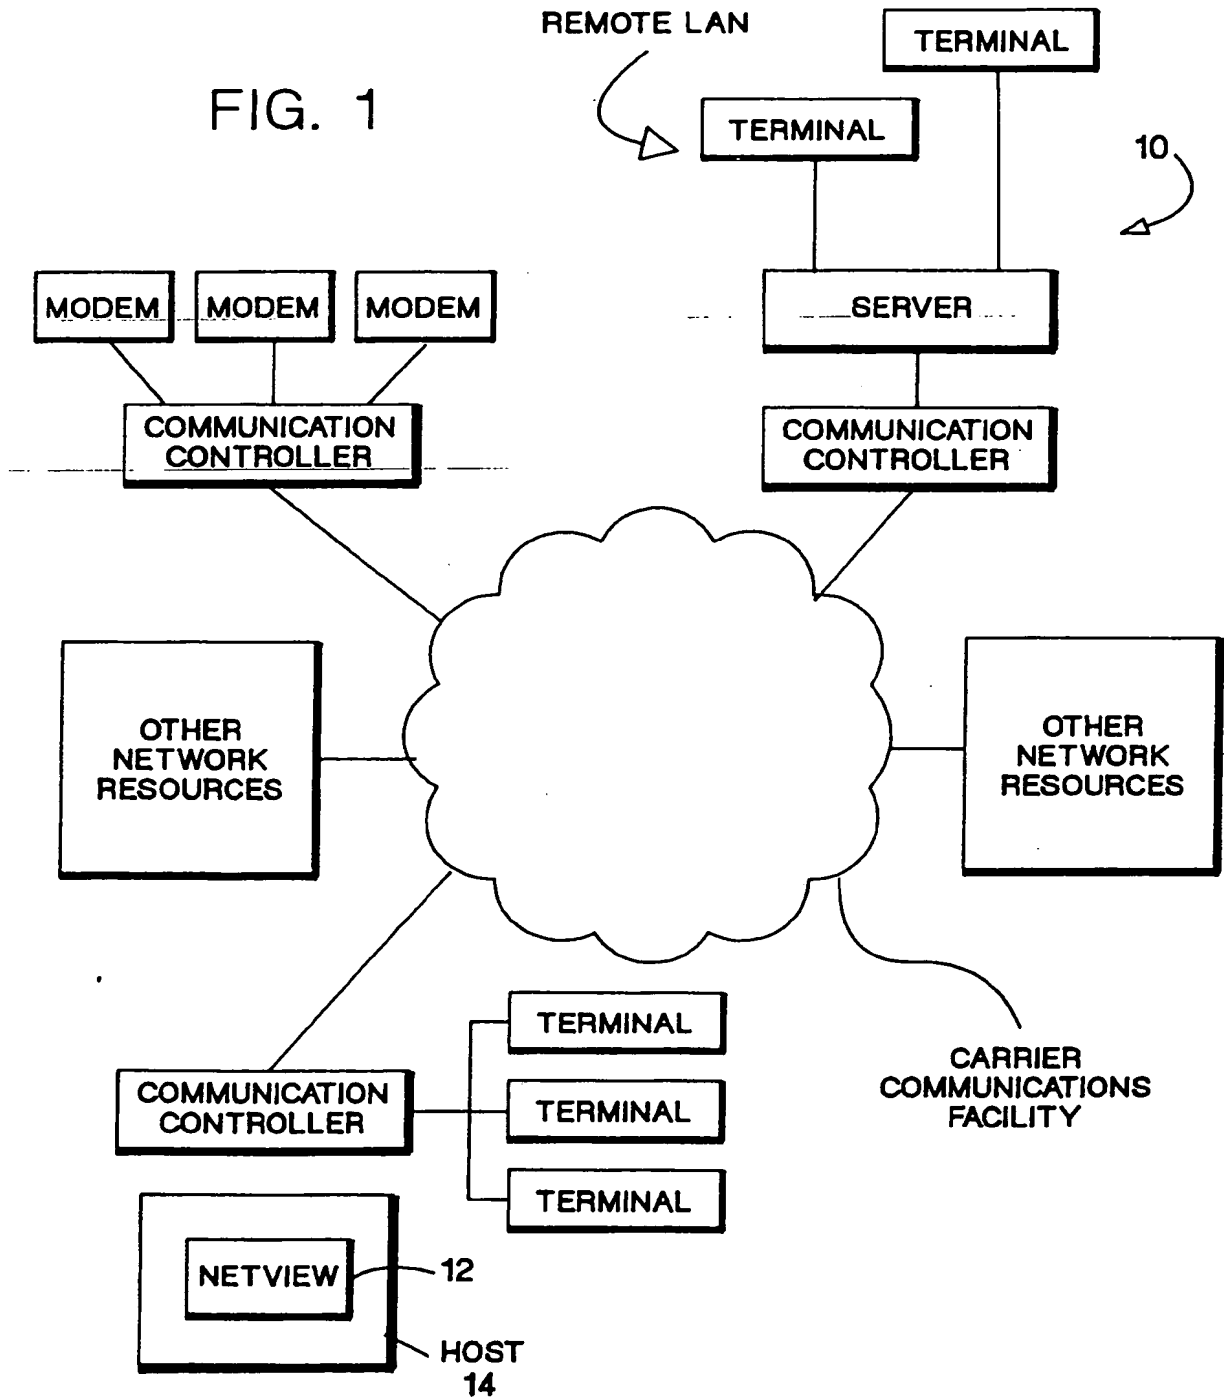 REMOTE LAN
TERMINAL
FIG. 1
TERMINAL
10
MODEM
MODEM
MODEM
SERVER
COMMUNICATION
CONTROLLER
COMMUNICATION
CONTROLLER
OTHER
NETWORK
RESOURCES
OTHER
NETWORK
RESOURCES
TERMINAL
COMMUNICATION
CONTROLLER
TERMINAL
TERMINAL
CARRIER
COMMUNICATIONS
FACILITY
NETVIEW
12
HOST
14